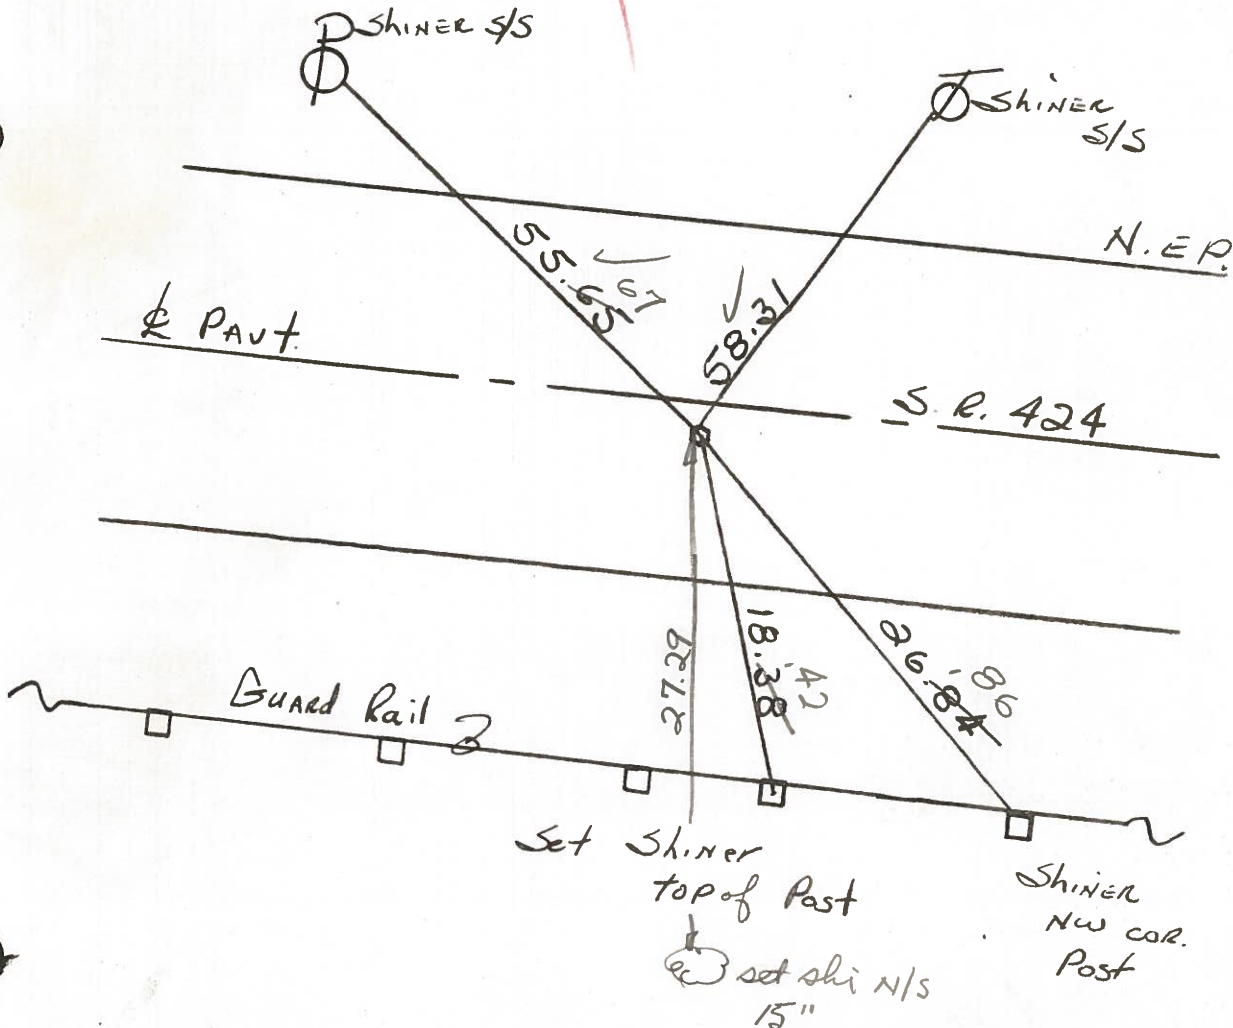 Shiner S/S
Shiner
S/S
N. E P.
55.65
67
58.31
℄ PAvt.
S. R. 424
27.29
18.38
.42
26.84
.86
Guard Rail
Set Shiner
top of Post
Shiner
NW COR.
Post
set shi N/S
15"